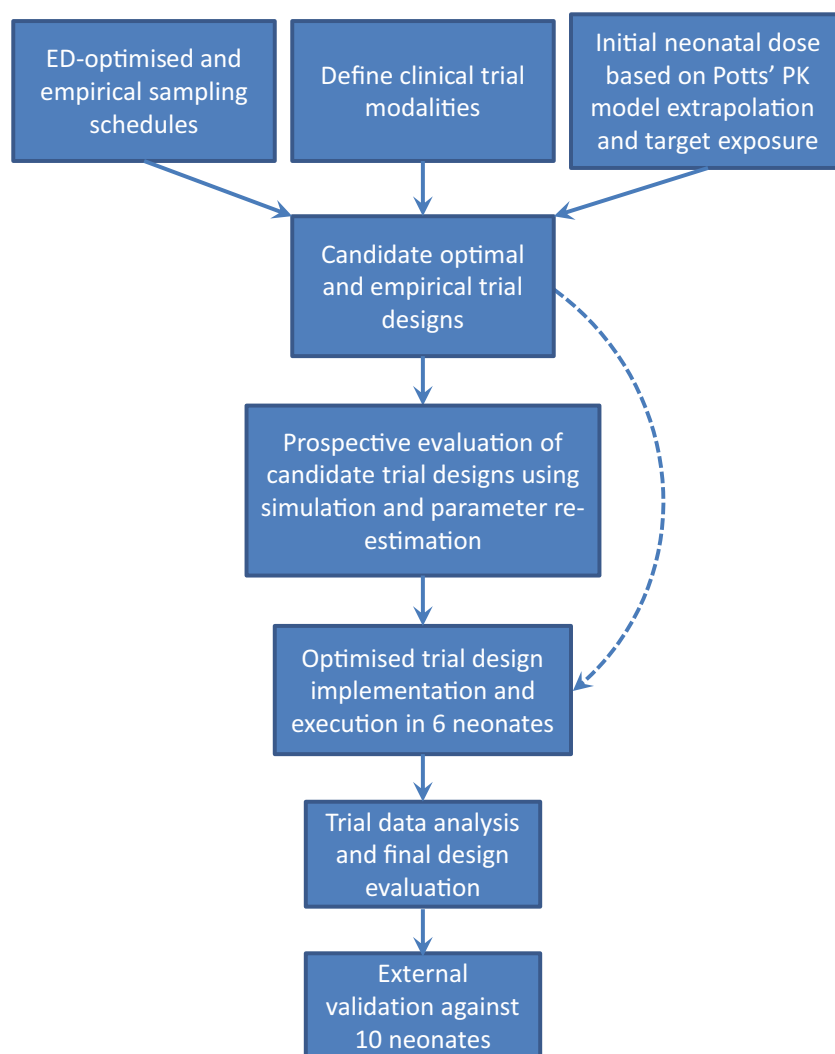 ED-optimised and
empirical sampling
schedules
Define clinical trial
modalities
Initial neonatal dose
based on Potts’ PK
model extrapolation
and target exposure
Candidate optimal
and empirical trial
designs
Prospective evaluation of
candidate trial designs using
simulation and parameter re-
estimation
Optimised trial design
implementation and
execution in 6 neonates
Trial data analysis
and final design
evaluation
External
validation against
10 neonates